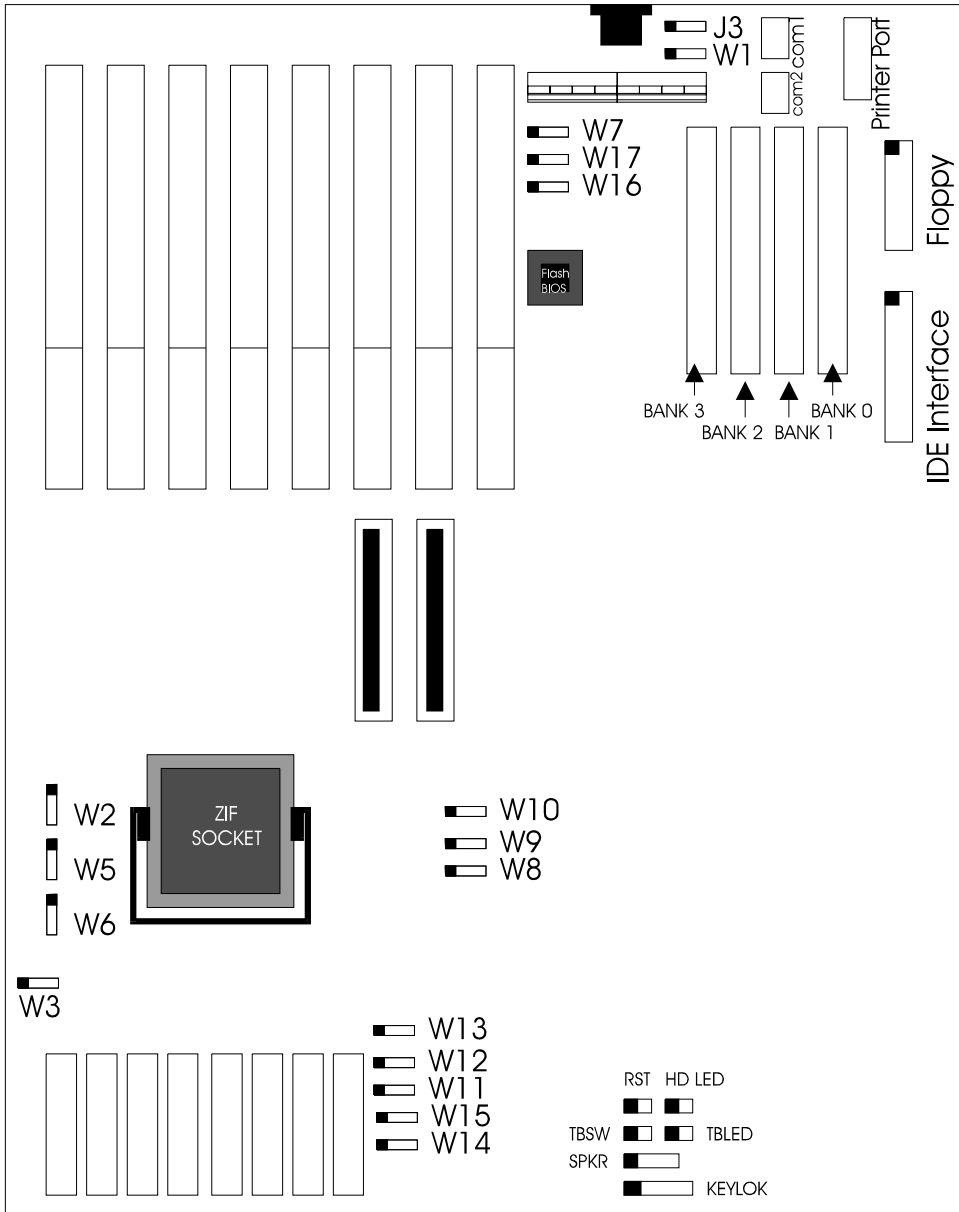 J3
W1
com1
com2
Printer Port
W7
W17
W16
Floppy
Flash
BIOS
IDE Interface
BANK 3
BANK 0
BANK 2
BANK 1
ZIF
SOCKET
W2
W5
W6
W10
W9
W8
W3
W13
W12
W11
W15
W14
RST
HD LED
TBSW
TBLED
SPKR
KEYLOK